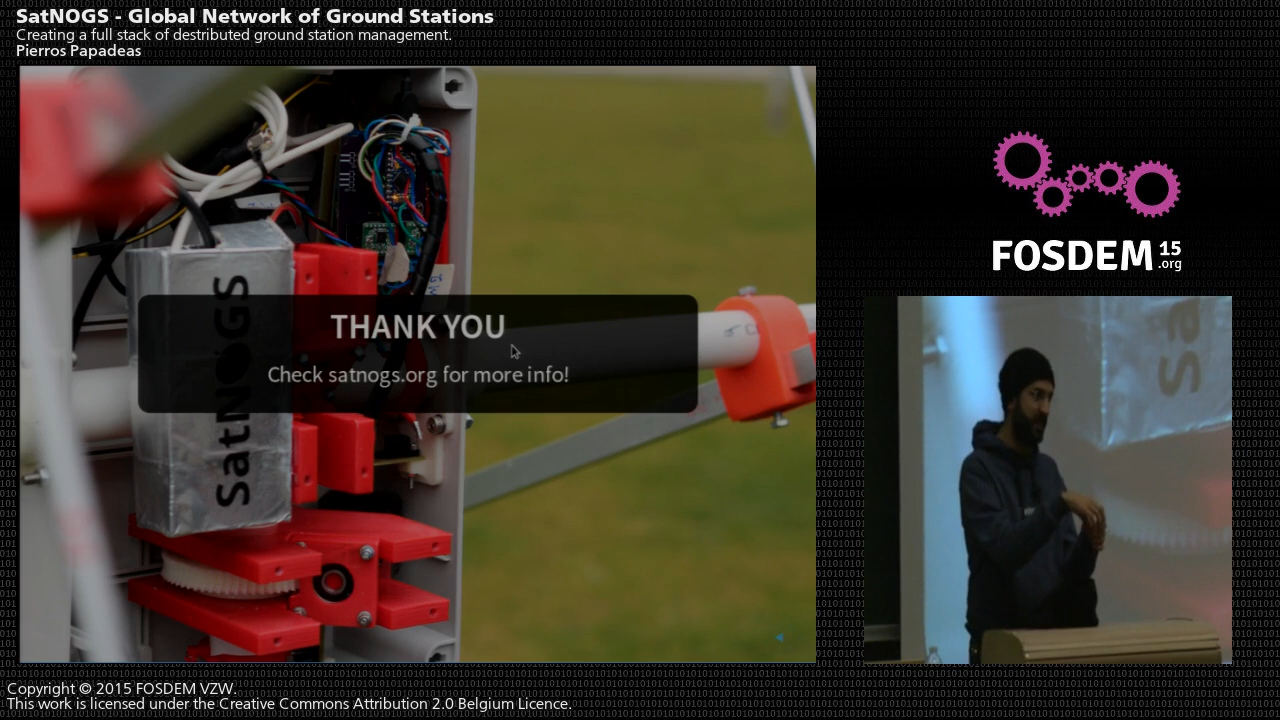 SatNOGS - Global Network of Ground Stations
Creating a full stack of destributed ground station management.
Pierros Papadeas
SatNOGS
THANK YOU
Check satnogs.org for more info!
FOSDEM 15
.org
Sa
Copyright © 2015 FOSDEM VZW.
This work is licensed under the Creative Commons Attribution 2.0 Belgium Licence.